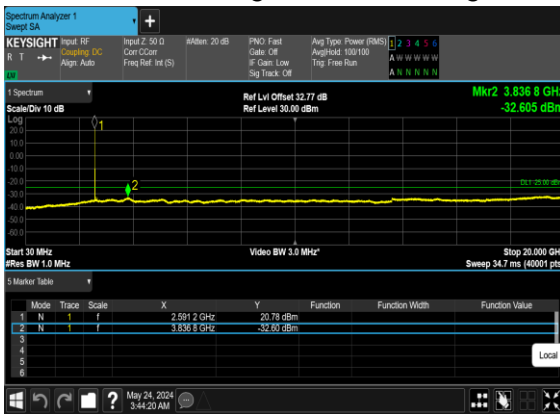 Spectrum Analyzer 1
Swept SA
KEYSIGHT
R T
LV
Input: RF
Coupling: DC
Align: Auto
Input Z: 50 Ω
Corr CCorr
Freq Ref: Int (S)
#Atten: 20 dB
PNO: Fast
Gate: Off
IF Gain: Low
Sig Track: Off
Avg Type: Power (RMS)
Avg|Hold: 100/100
Trig: Free Run
1 2 3 4 5 6
A W W W W W
A N N N N N
1 Spectrum
Scale/Div 10 dB
Ref Lvl Offset 32.77 dB
Ref Level 30.00 dBm
Mkr2 3.836 8 GHz
-32.605 dBm
Log
20.0
10.0
0.00
-10.0
-20.0
-30.0
-40.0
-50.0
-60.0
1
2
Start 30 MHz
#Res BW 1.0 MHz
Video BW 3.0 MHz*
Stop 20.000 GH
Sweep 34.7 ms (40001 pts
5 Marker Table
Mode Trace Scale X Y Function Function Width Function Value
1 N 1 f 2.591 2 GHz 20.78 dBm
2 N 1 f 3.836 8 GHz -32.60 dBm
3
4
5
6
Local
May 24, 2024
3:44:20 AM